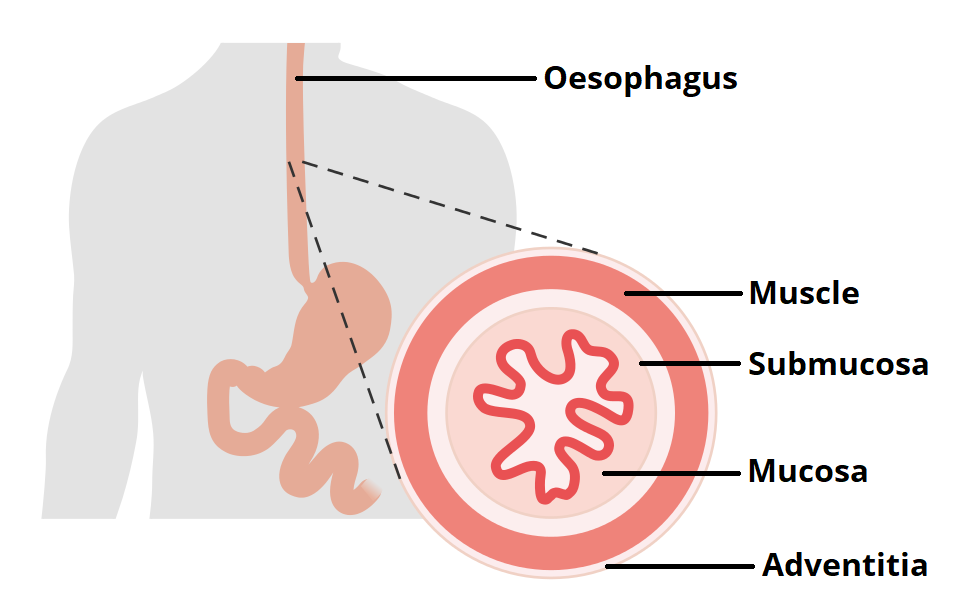 Oesophagus
Muscle
Submucosa
Mucosa
Adventitia